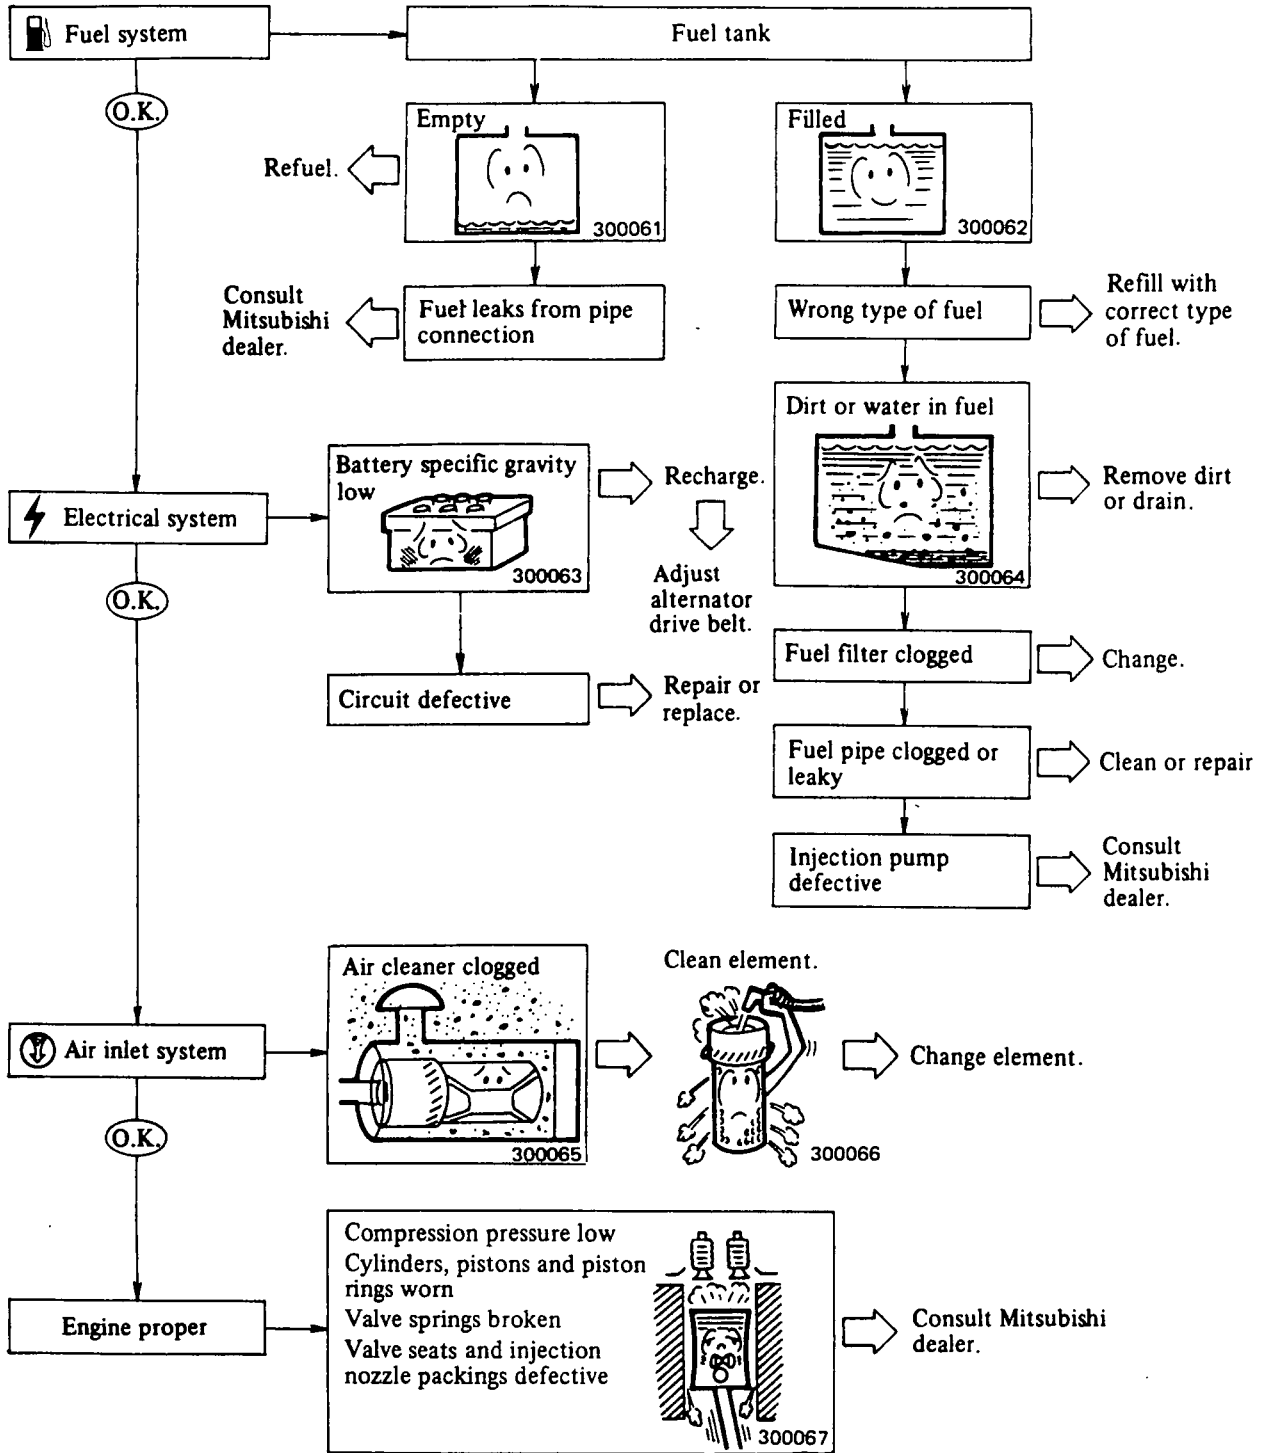 Fuel system
Fuel tank
O.K.
Empty
300061
Filled
300062
Refuel.
Consult
Mitsubishi
dealer.
Fuel leaks from pipe
connection
Wrong type of fuel
Refill with
correct type
of fuel.
Dirt or water in fuel
300064
Remove dirt
or drain.
Electrical system
Battery specific gravity
low
300063
Recharge.
Adjust
alternator
drive belt.
O.K.
Circuit defective
Repair or
replace.
Fuel filter clogged
Change.
Fuel pipe clogged or
leaky
Clean or repair
Injection pump
defective
Consult
Mitsubishi
dealer.
Air inlet system
Air cleaner clogged
300065
Clean element.
300066
Change element.
O.K.
Engine proper
Compression pressure low
Cylinders, pistons and piston
rings worn
Valve springs broken
Valve seats and injection
nozzle packings defective
300067
Consult Mitsubishi
dealer.